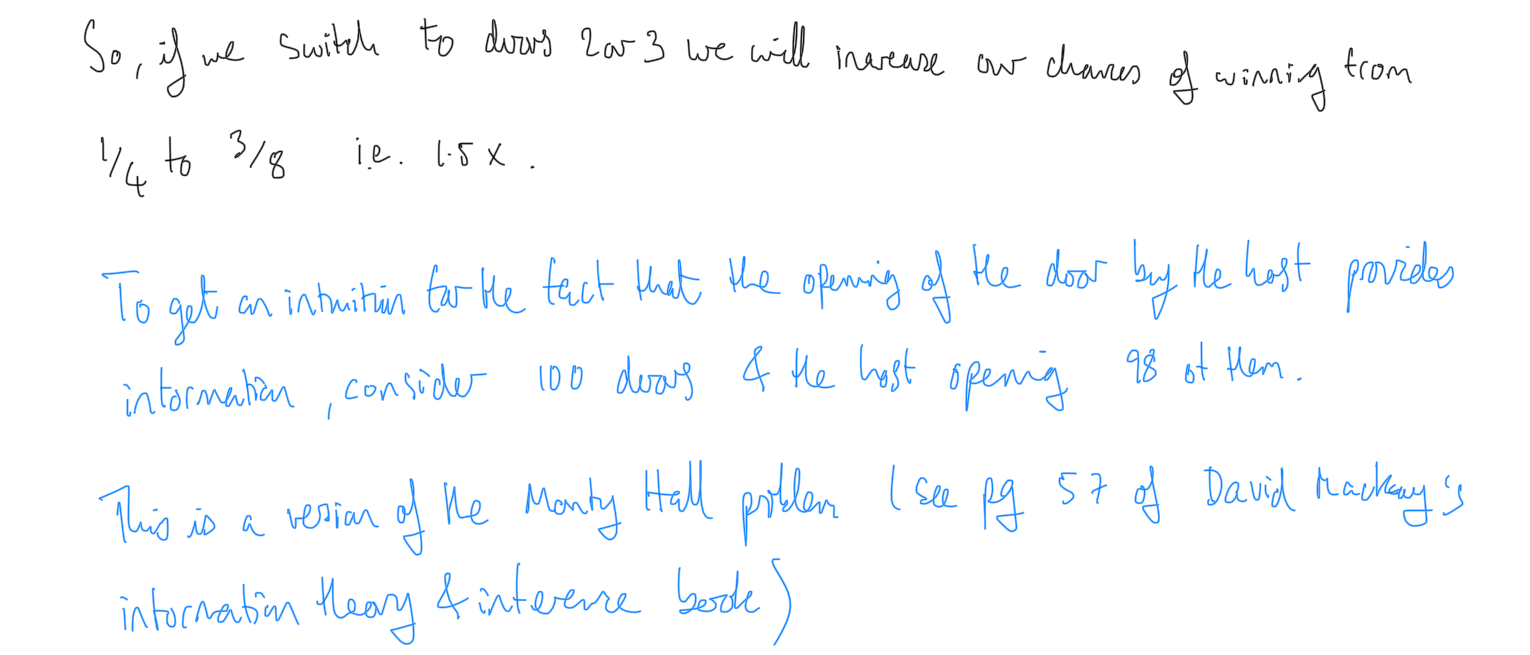 So, if we switch to doors 2 or 3 we will increase our chances of winning from
1/4 to 3/8 i.e. 1.5 x .
To get an intuition for the fact that the opening of the door by the host provides
information, consider 100 doors & the host opening 98 of them.
This is a version of the Monty Hall problem (see pg 57 of David Mackay's
information theory & inference book)